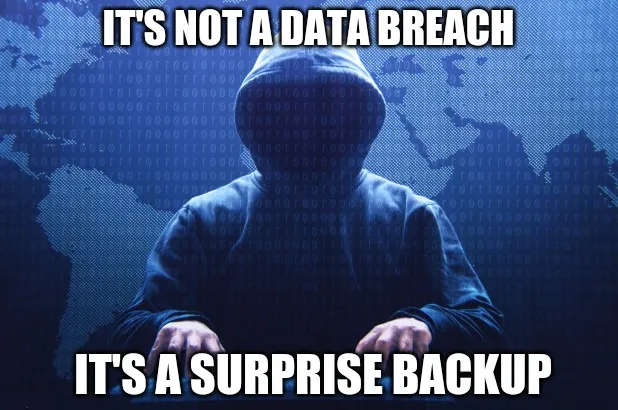 IT'S NOT A DATA BREACH
IT'S A SURPRISE BACKUP